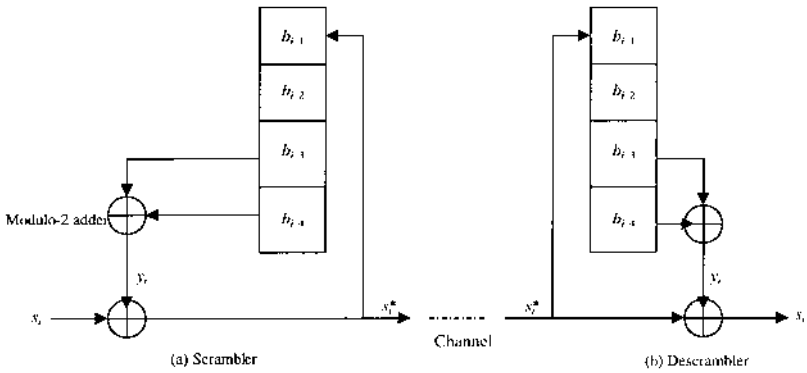 b_{i-1}
b_{i-2}
b_{i-3}
b_{i-4}
Modulo-2 adder
y_i
s_i
s_i^*
(a) Scrambler
Channel
b_{i-1}
b_{i-2}
b_{i-3}
b_{i-4}
y_i
s_i^*
s_i
(b) Descrambler